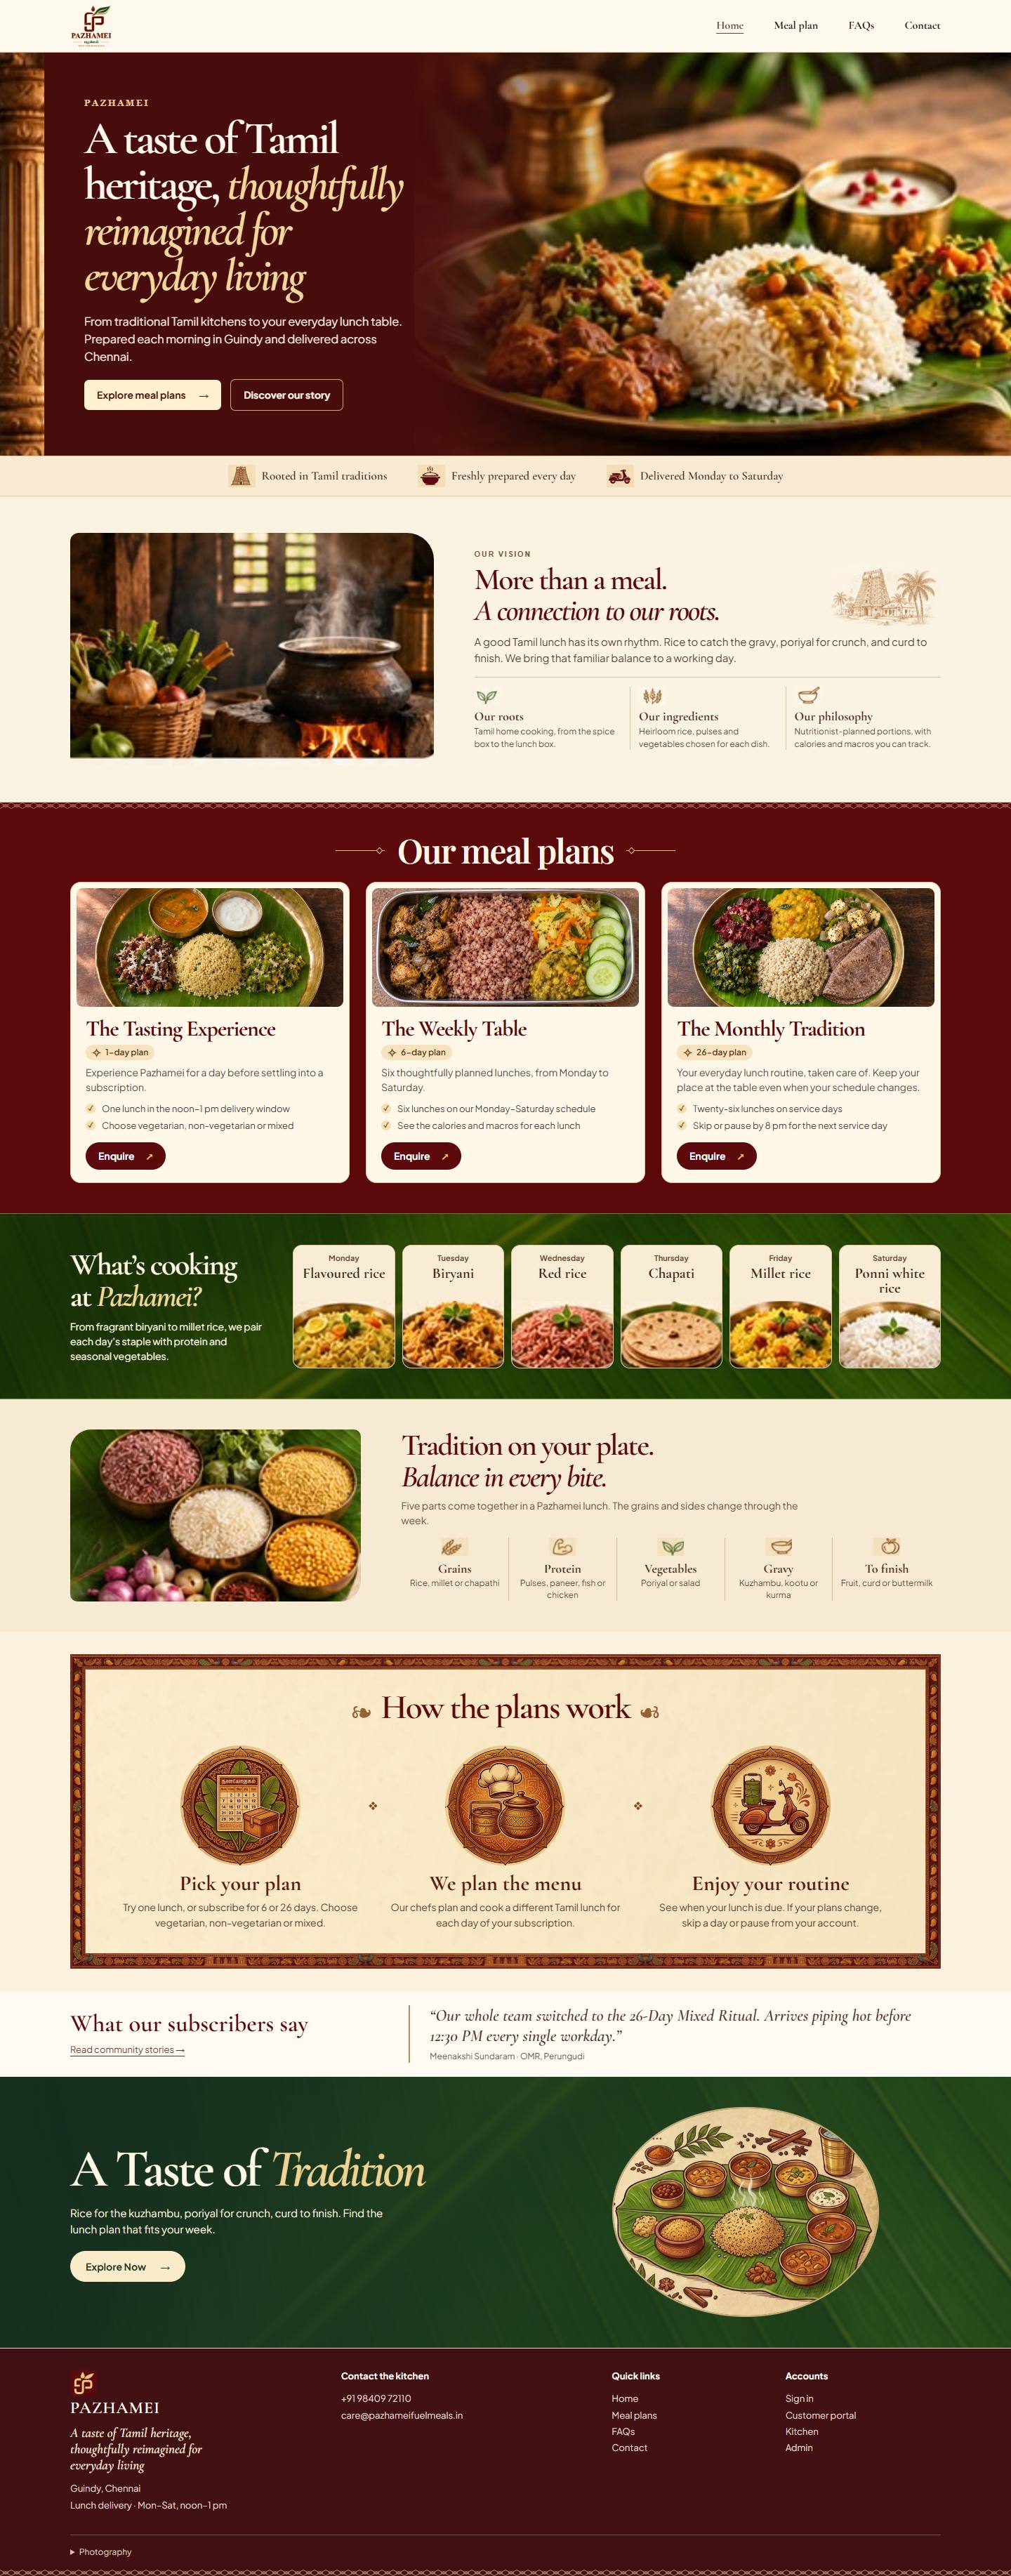 PAZHAMEI
Home
Meal plan
FAQs
Contact
PAZHAMEI
A taste of Tamil
heritage, thoughtfully
reimagined for
everyday living
From traditional Tamil kitchens to your everyday lunch table.
Prepared each morning in Guindy and delivered across
Chennai.
Explore meal plans →
Discover our story
Rooted in Tamil traditions
Freshly prepared every day
Delivered Monday to Saturday
OUR VISION
More than a meal.
A connection to our roots.
A good Tamil lunch has its own rhythm. Rice to catch the gravy, poriyal for crunch, and curd to
finish. We bring that familiar balance to a working day.
Our roots
Tamil home cooking, from the spice
box to the lunch box.
Our ingredients
Heirloom rice, pulses and
vegetables chosen for each dish.
Our philosophy
Nutritionist-planned portions, with
calories and macros you can track.
Our meal plans
The Tasting Experience
1-day plan
Experience Pazhamei for a day before settling into a
subscription.
One lunch in the noon–1 pm delivery window
Choose vegetarian, non-vegetarian or mixed
Enquire ↗
The Weekly Table
6-day plan
Six thoughtfully planned lunches, from Monday to
Saturday.
Six lunches on our Monday–Saturday schedule
See the calories and macros for each lunch
Enquire ↗
The Monthly Tradition
26-day plan
Your everyday lunch routine, taken care of. Keep your
place at the table even when your schedule changes.
Twenty-six lunches on service days
Skip or pause by 8 pm for the next service day
Enquire ↗
What's cooking
at Pazhamei?
From fragrant biryani to millet rice, we pair
each day's staple with protein and
seasonal vegetables.
Monday
Flavoured rice
Tuesday
Biryani
Wednesday
Red rice
Thursday
Chapati
Friday
Millet rice
Saturday
Ponni white
rice
Tradition on your plate.
Balance in every bite.
Five parts come together in a Pazhamei lunch. The grains and sides change through the
week.
Grains
Rice, millet or chapathi
Protein
Pulses, paneer, fish or
chicken
Vegetables
Poriyal or salad
Gravy
Kuzhambu, kootu or
kurma
To finish
Fruit, curd or buttermilk
How the plans work
Pick your plan
Try one lunch, or subscribe for 6 or 26 days. Choose
vegetarian, non-vegetarian or mixed.
We plan the menu
Our chefs plan and cook a different Tamil lunch for
each day of your subscription.
Enjoy your routine
See when your lunch is due. If your plans change,
skip a day or pause from your account.
What our subscribers say
Read community stories →
“Our whole team switched to the 26-Day Mixed Ritual. Arrives piping hot before
12:30 PM every single workday.”
Meenakshi Sundaram · OMR, Perungudi
A Taste of Tradition
Rice for the kuzhambu, poriyal for crunch, curd to finish. Find the
lunch plan that fits your week.
Explore Now →
PAZHAMEI
A taste of Tamil heritage,
thoughtfully reimagined for
everyday living
Guindy, Chennai
Lunch delivery · Mon–Sat, noon–1 pm
Contact the kitchen
+91 98409 72110
care@pazhameifuelmeals.in
Quick links
Home
Meal plans
FAQs
Contact
Accounts
Sign in
Customer portal
Kitchen
Admin
Photography